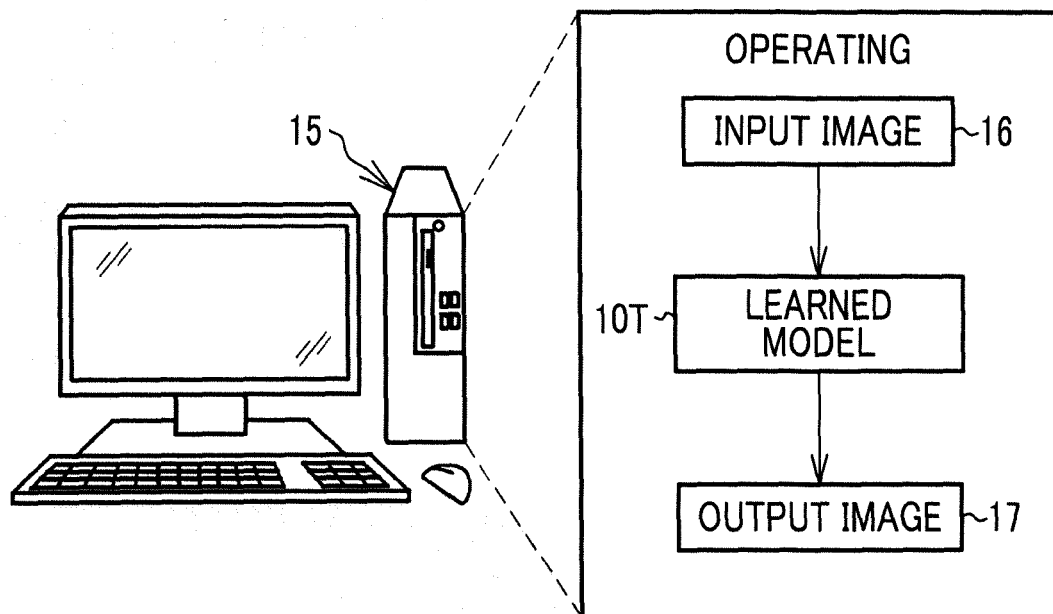 OPERATING
15
INPUT IMAGE
16
10T
LEARNED
MODEL
OUTPUT IMAGE
17